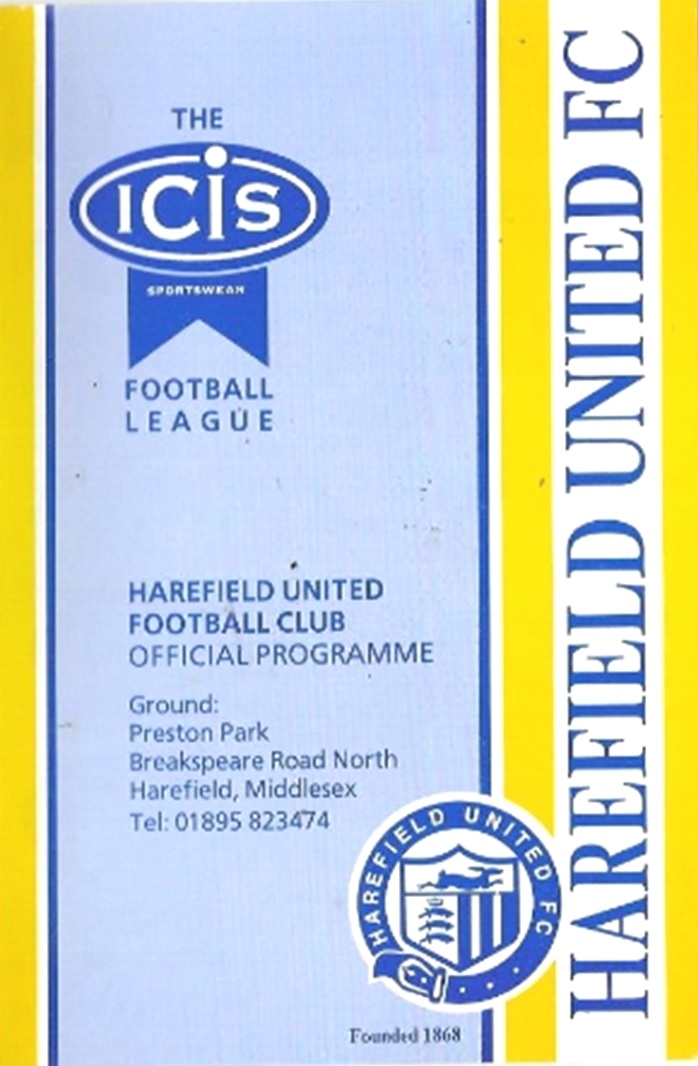 THE
ICIS
SPORTSWEAR
FOOTBALL
LEAGUE
HAREFIELD UNITED
FOOTBALL CLUB
OFFICIAL PROGRAMME
Ground:
Preston Park
Breakspeare Road North
Harefield, Middlesex
Tel: 01895 823474
HAREFIELD UNITED FC
Founded 1868
HAREFIELD UNITED FC